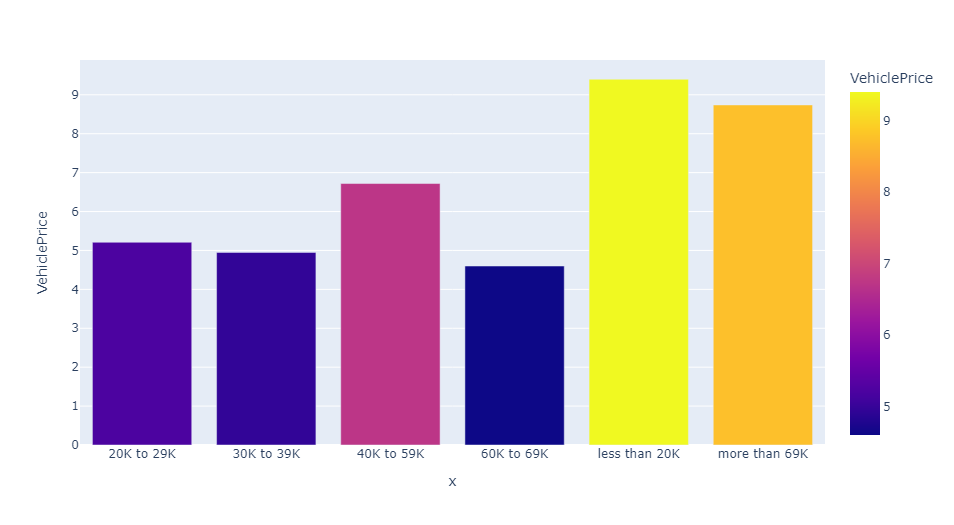 VehiclePrice
9
8
7
6
5
4
3
2
1
0
20K to 29K
30K to 39K
40K to 59K
60K to 69K
less than 20K
more than 69K
x
VehiclePrice
9
8
7
6
5